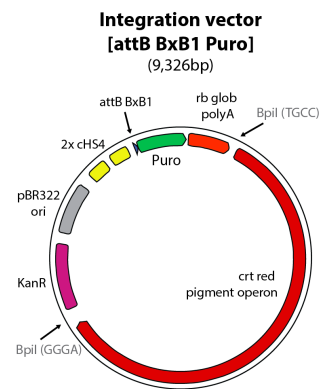 Integration vector
[attB BxB1 Puro]
(9,326bp)
attB BxB1
rb glob
polyA
BpiI (TGCC)
2x cHS4
Puro
pBR322
ori
crt red
pigment operon
KanR
BpiI (GGGA)